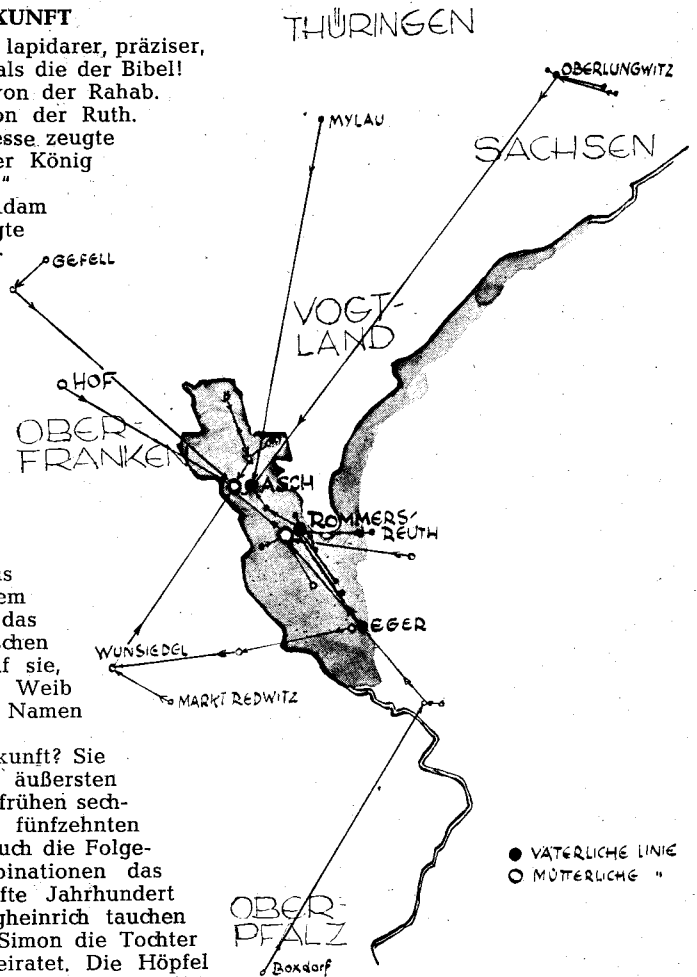 KUNFT
lapidarer, präziser,
als die der Bibel!
von der Rahab.
on der Ruth.
esse zeugte
er König
“
Adam
gte
THÜRINGEN
OBERLUNGWITZ
MYLAU
SACHSEN
GEFELL
VOGT-
LAND
HOF
OBER-
FRANKEN
ASCH
ROMMERS-
REUTH
EGER
WUNSIEDEL
MARKT REDWITZ
us
em
das
schen
f sie,
Weib
Namen
kunft? Sie
äußersten
frühen sech-
fünfzehnten
uch die Folge-
binationen das
fte Jahrhundert
gheinrich tauchen
Simon die Tochter
eiratet. Die Höpfel
VÄTERLICHE LINIE
MÜTTERLICHE "
OBER-
PFALZ
Boxdorf